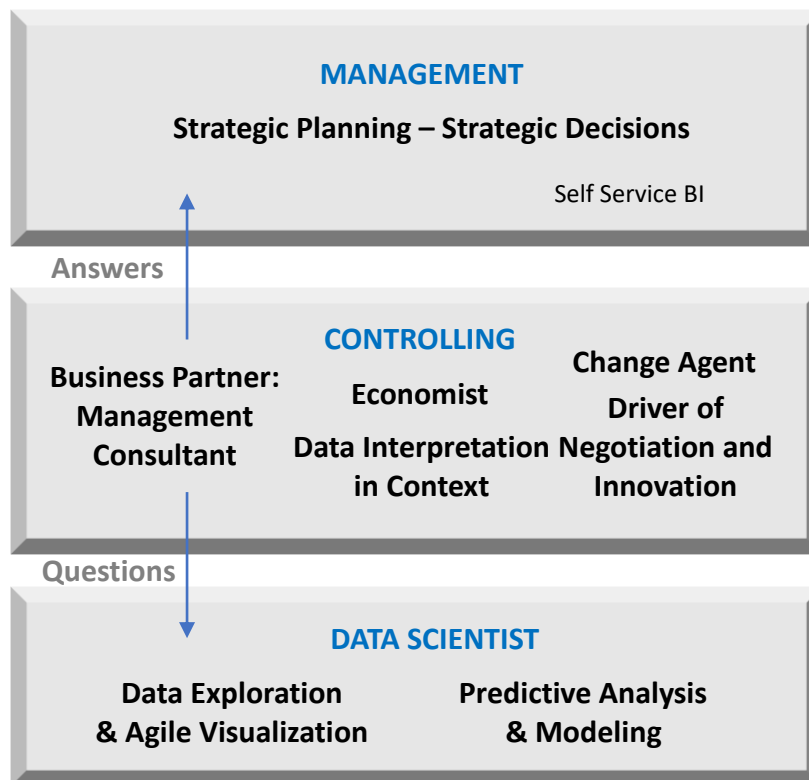 MANAGEMENT
Strategic Planning – Strategic Decisions
Self Service BI
Answers
CONTROLLING
Business Partner:
Management
Consultant
Economist
Data Interpretation
in Context
Change Agent
Driver of
Negotiation and
Innovation
Questions
DATA SCIENTIST
Data Exploration
& Agile Visualization
Predictive Analysis
& Modeling